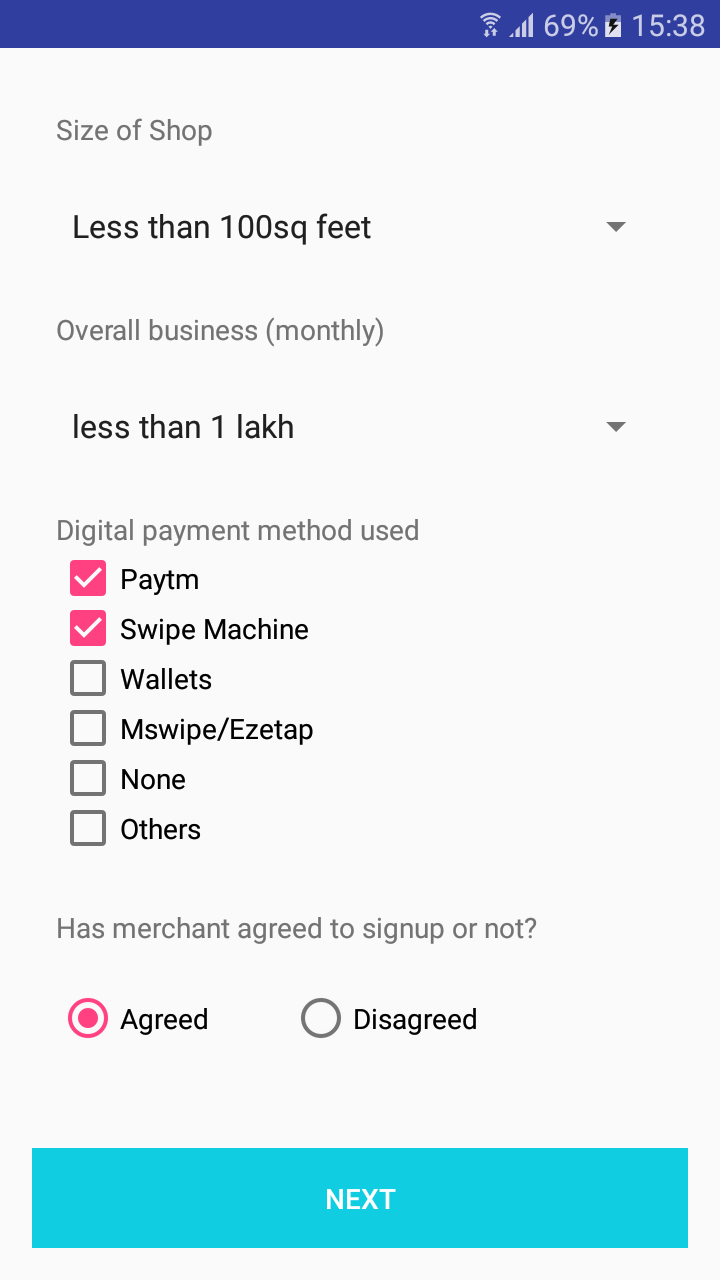 69% 15:38
Size of Shop
Less than 100sq feet
Overall business (monthly)
less than 1 lakh
Digital payment method used
Paytm
Swipe Machine
Wallets
Mswipe/Ezetap
None
Others
Has merchant agreed to signup or not?
Agreed Disagreed
NEXT